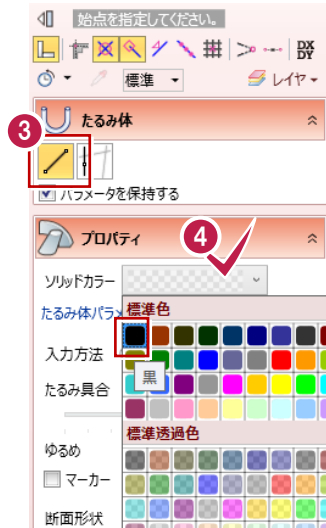 始点を指定してください。
DX
DY
標準
レイヤ
3
たるみ体
パラメータを保持する
プロパティ
4
ソリッドカラー
標準色
たるみ体パラメ
入力方法
黒
たるみ具合
標準透過色
ゆるめ
マーカー
断面形状